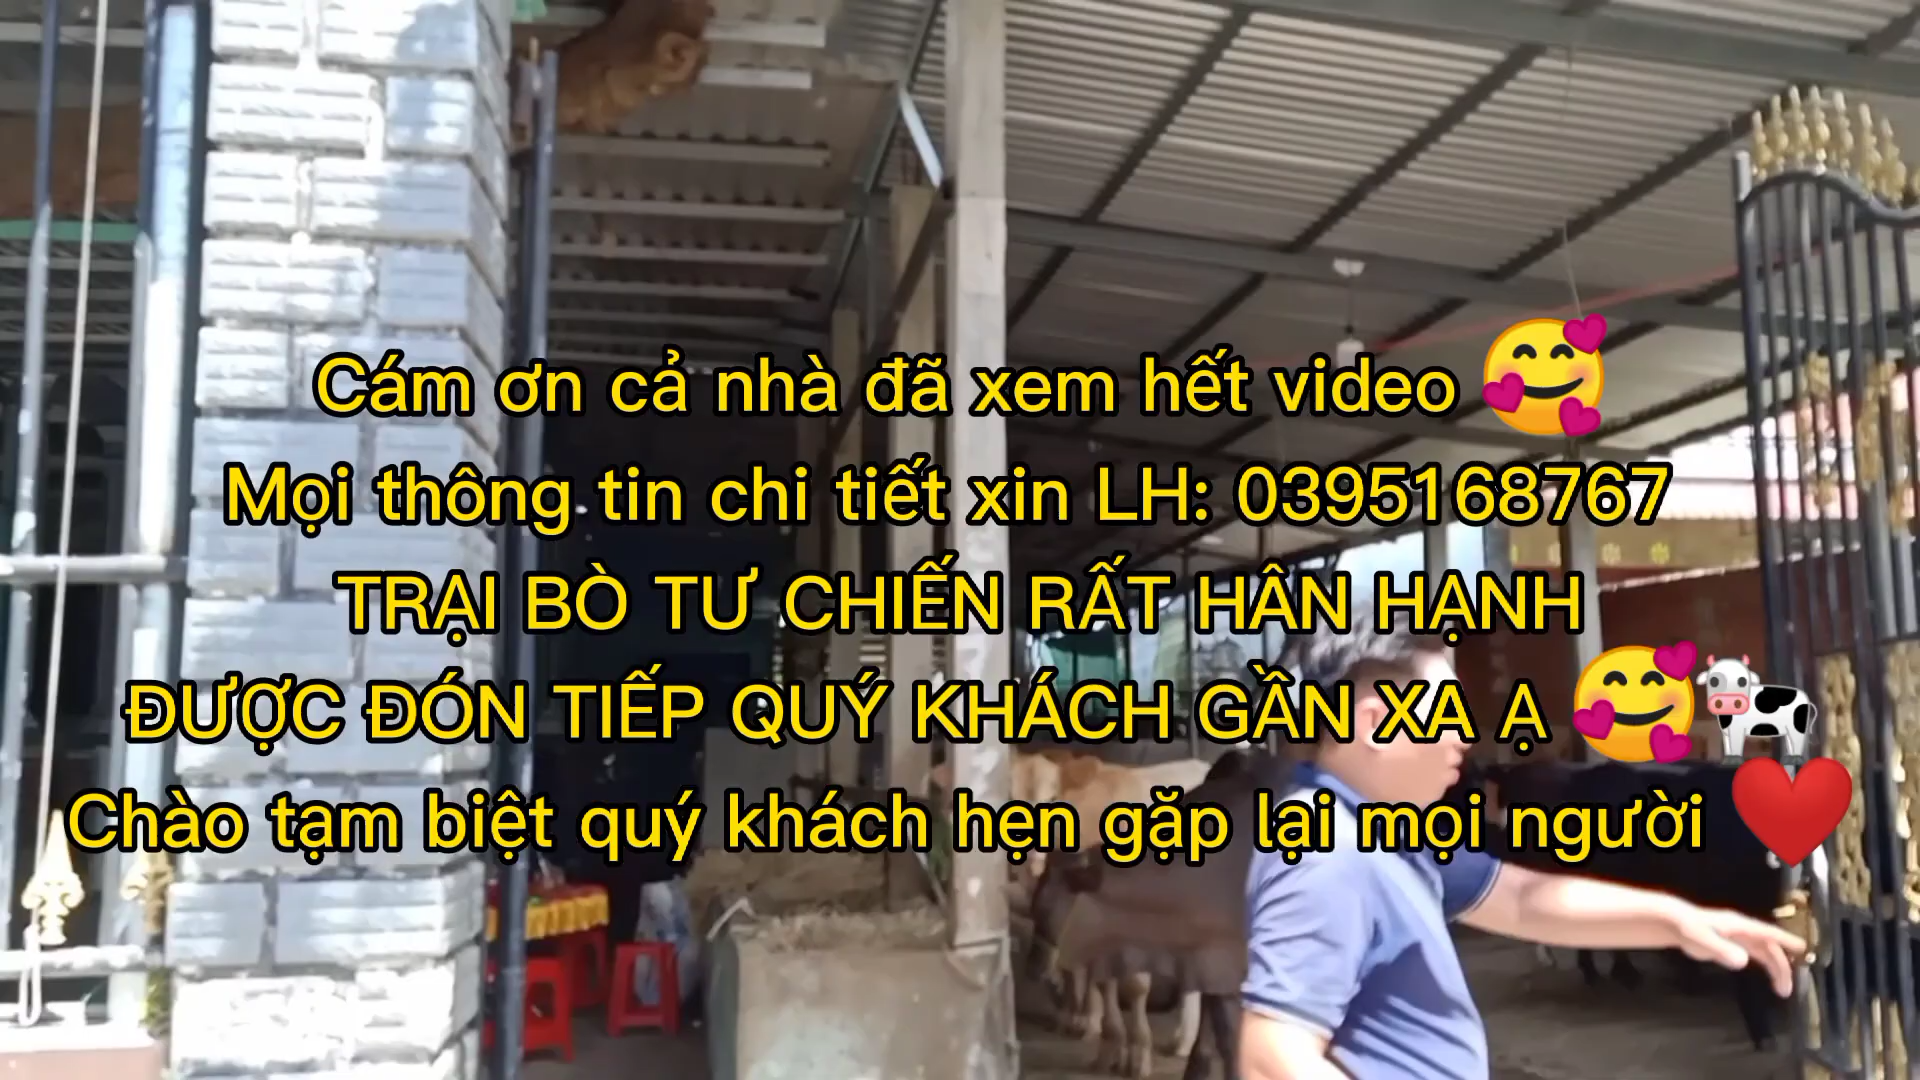 Cám ơn cả nhà đã xem hết video 🥰
Mọi thông tin chi tiết xin LH: 0395168767
TRẠI BÒ TƯ CHIẾN RẤT HÂN HẠNH
ĐƯỢC ĐÓN TIẾP QUÝ KHÁCH GẦN XA Ạ 🥰🐄
Chào tạm biệt quý khách hẹn gặp lại mọi người ❤️